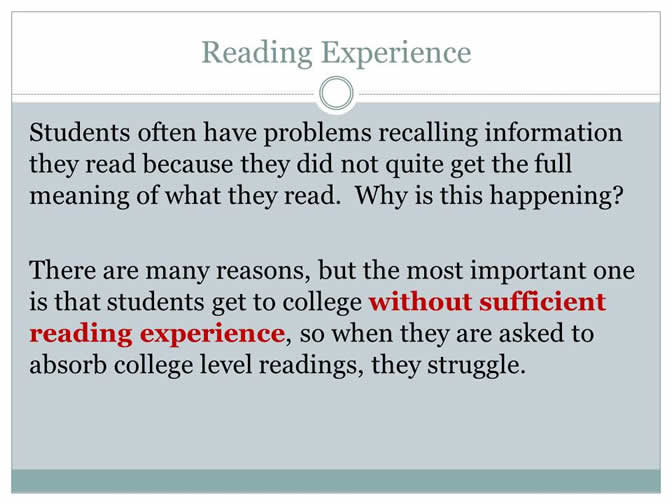 Reading Experience
Students often have problems recalling information
they read because they did not quite get the full
meaning of what they read.  Why is this happening?
There are many reasons, but the most important one
is that students get to college without sufficient
reading experience, so when they are asked to
absorb college level readings, they struggle.